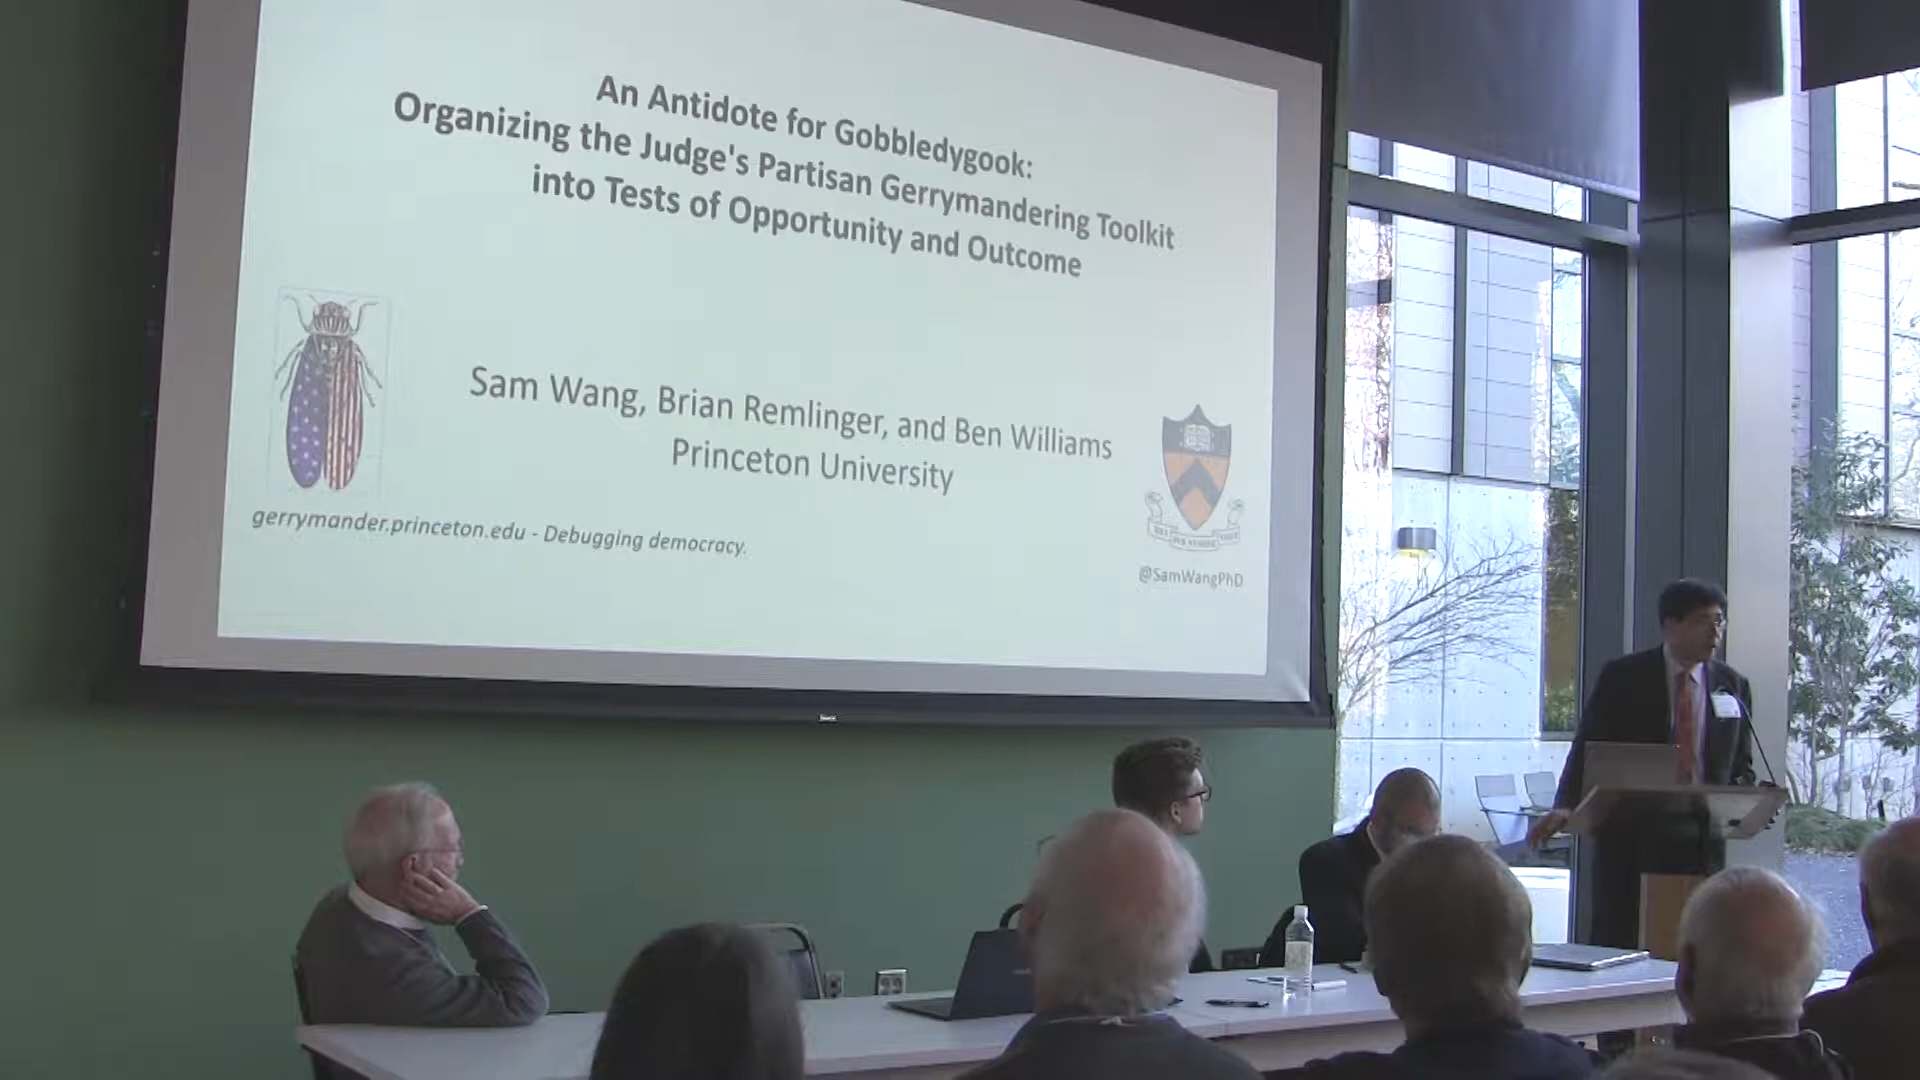 An Antidote for Gobbledygook:
Organizing the Judge's Partisan Gerrymandering Toolkit
into Tests of Opportunity and Outcome
Sam Wang, Brian Remlinger, and Ben Williams
Princeton University
gerrymander.princeton.edu - Debugging democracy.
@SamWangPhD